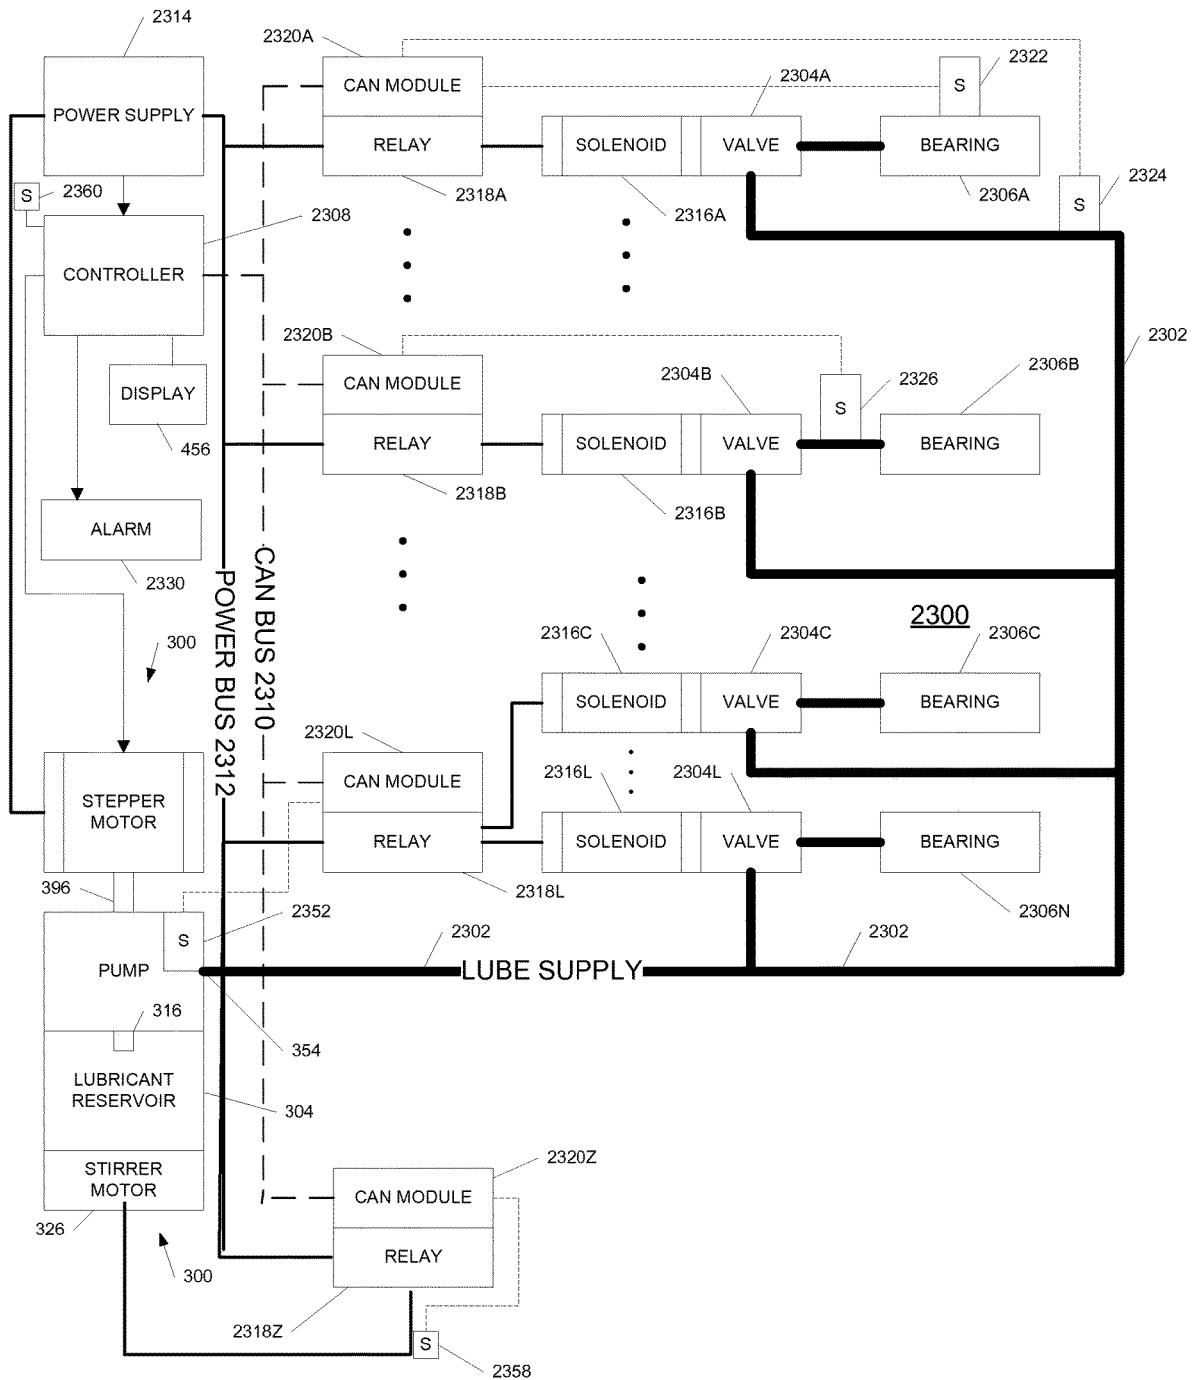 2314
2320A
2322
2304A
CAN MODULE
S
POWER SUPPLY
RELAY
SOLENOID
VALVE
BEARING
2324
S
2360
2318A
2316A
2306A
S
2308
CONTROLLER
2302
2320B
2304B
2326
2306B
CAN MODULE
DISPLAY
S
456
RELAY
SOLENOID
VALVE
BEARING
2318B
2316B
ALARM
2330
CAN BUS 2310
POWER BUS 2312
2300
300
2316C
2304C
2306C
SOLENOID
VALVE
BEARING
2320L
2316L
2304L
CAN MODULE
STEPPER
MOTOR
RELAY
SOLENOID
VALVE
BEARING
396
2318L
2306N
2352
S
2302
2302
PUMP
LUBE SUPPLY
316
354
LUBRICANT
RESERVOIR
304
2320Z
STIRRER
MOTOR
CAN MODULE
326
RELAY
300
2318Z
S
2358